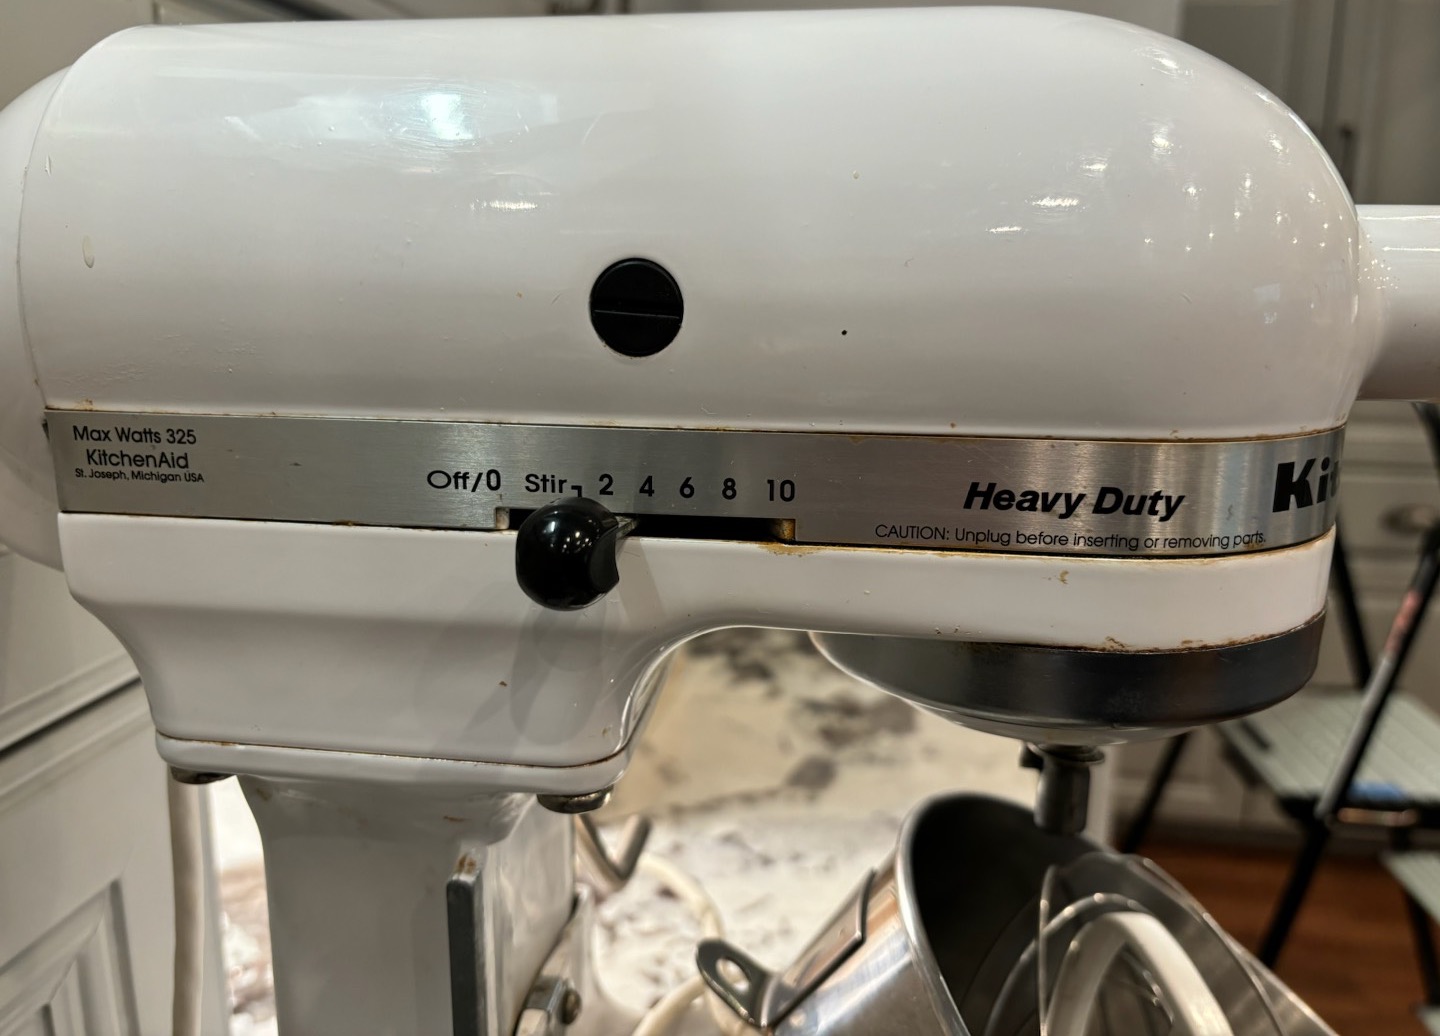 Max Watts 325
KitchenAid
St. Joseph, Michigan USA
Off/0 Stir 2 4 6 8 10
Heavy Duty
CAUTION: Unplug before inserting or removing parts.
Kit